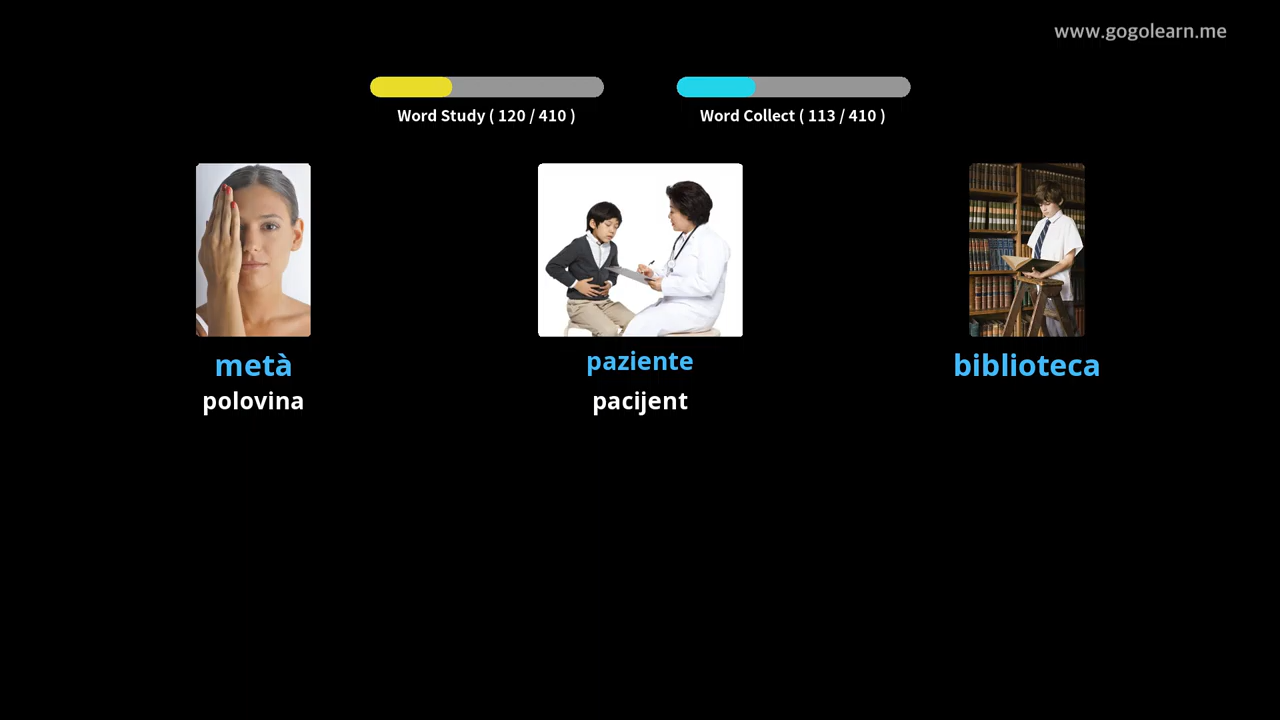 www.gogolearn.me
Word Study ( 120 / 410 )
Word Collect ( 113 / 410 )
metà
paziente
biblioteca
polovina
pacijent